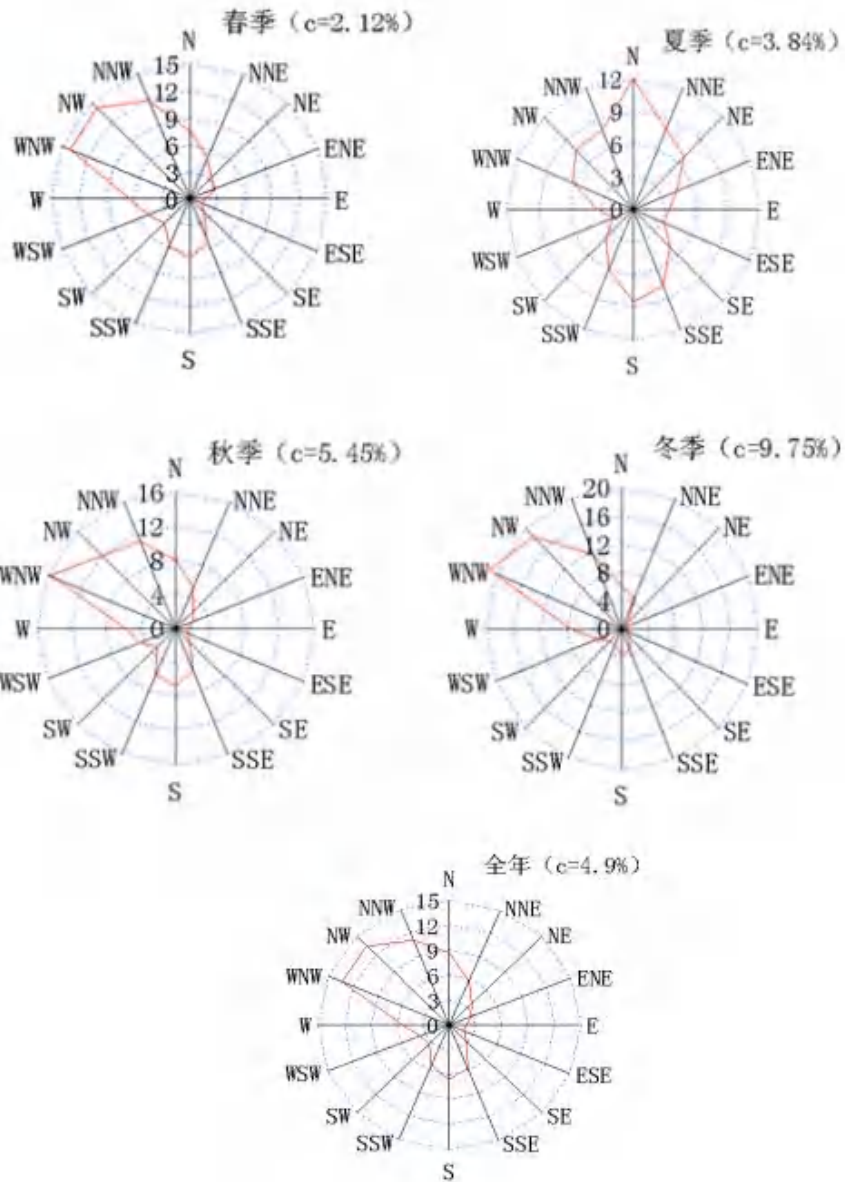 春季（c=2.12%）
N
15
12
9
6
3
0
NNE
NE
ENE
E
ESE
SE
SSE
S
SSW
SW
WSW
W
WNW
NW
NNW
夏季（c=3.84%）
N
12
9
6
3
0
NNE
NE
ENE
E
ESE
SE
SSE
S
SSW
SW
WSW
W
WNW
NW
NNW
秋季（c=5.45%）
N
16
12
8
4
0
NNE
NE
ENE
E
ESE
SE
SSE
S
SSW
SW
WSW
W
WNW
NW
NNW
冬季（c=9.75%）
N
20
16
12
8
4
0
NNE
NE
ENE
E
ESE
SE
SSE
S
SSW
SW
WSW
W
WNW
NW
NNW
全年（c=4.9%）
N
15
12
9
6
3
0
NNE
NE
ENE
E
ESE
SE
SSE
S
SSW
SW
WSW
W
WNW
NW
NNW